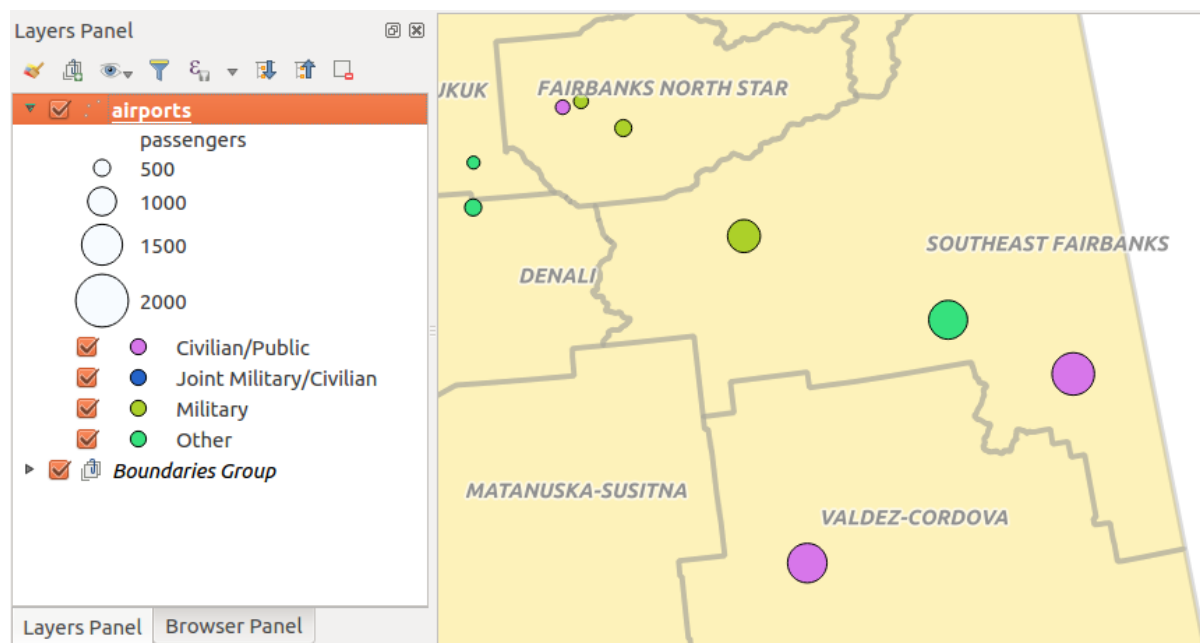 Layers Panel
airports
passengers
500
1000
1500
2000
Civilian/Public
Joint Military/Civilian
Military
Other
Boundaries Group
Layers Panel
Browser Panel
UKUK
FAIRBANKS NORTH STAR
SOUTHEAST FAIRBANKS
DENALI
MATANUSKA-SUSITNA
VALDEZ-CORDOVA